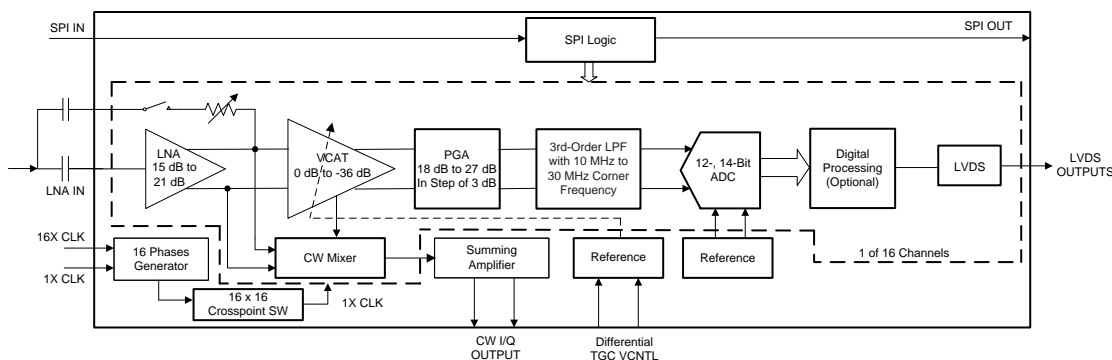 SPI IN
SPI Logic
SPI OUT
LNA
15 dB to
21 dB
VCAT
0 dB to -36 dB
PGA
18 dB to 27 dB
In Step of 3 dB
3rd-Order LPF
with 10 MHz to
30 MHz Corner
Frequency
12-, 14-Bit
ADC
Digital
Processing
(Optional)
LVDS
LVDS
OUTPUTS
LNA IN
16X CLK
1X CLK
16 Phases
Generator
CW Mixer
Summing
Amplifier
Reference
Reference
1 of 16 Channels
16 x 16
Crosspoint SW
1X CLK
CW I/Q
OUTPUT
Differential
TGC VCNTL